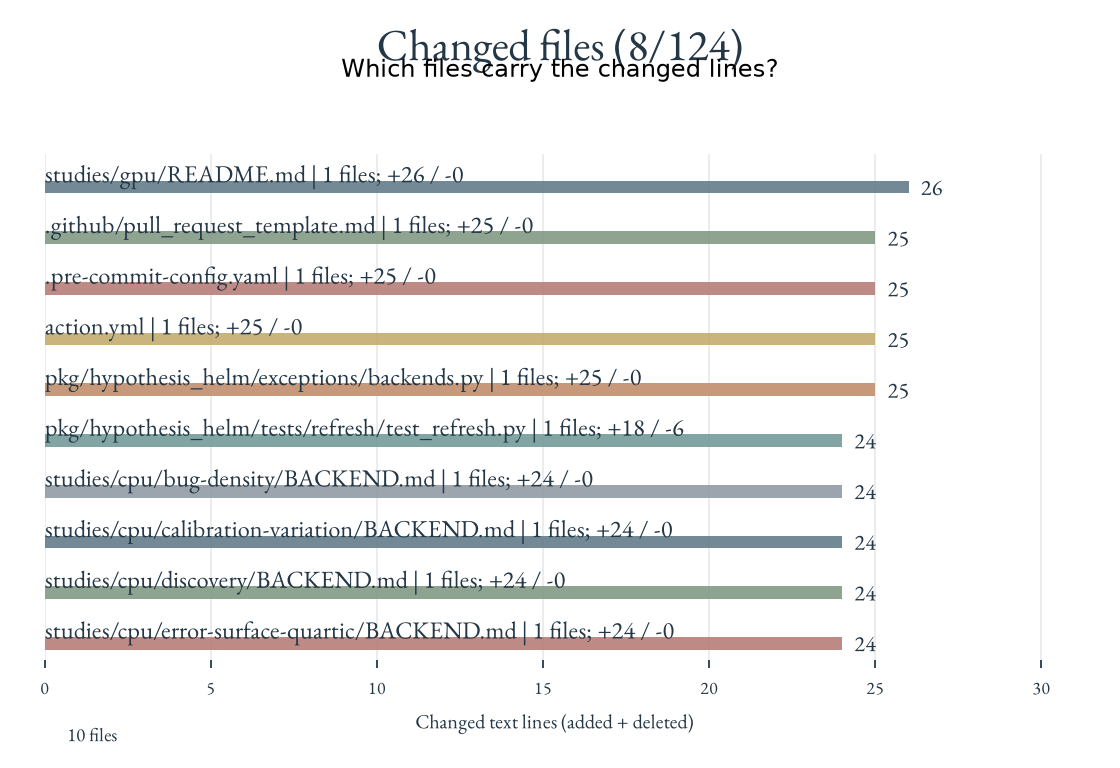 Changed files (8/124)
Which files carry the changed lines?
studies/gpu/README.md | 1 files; +26 / -0
26
.github/pull_request_template.md | 1 files; +25 / -0
25
.pre-commit-config.yaml | 1 files; +25 / -0
25
action.yml | 1 files; +25 / -0
25
pkg/hypothesis_helm/exceptions/backends.py | 1 files; +25 / -0
25
pkg/hypothesis_helm/tests/refresh/test_refresh.py | 1 files; +18 / -6
24
studies/cpu/bug-density/BACKEND.md | 1 files; +24 / -0
24
studies/cpu/calibration-variation/BACKEND.md | 1 files; +24 / -0
24
studies/cpu/discovery/BACKEND.md | 1 files; +24 / -0
24
studies/cpu/error-surface-quartic/BACKEND.md | 1 files; +24 / -0
24
0 5 10 15 20 25 30
Changed text lines (added + deleted)
10 files